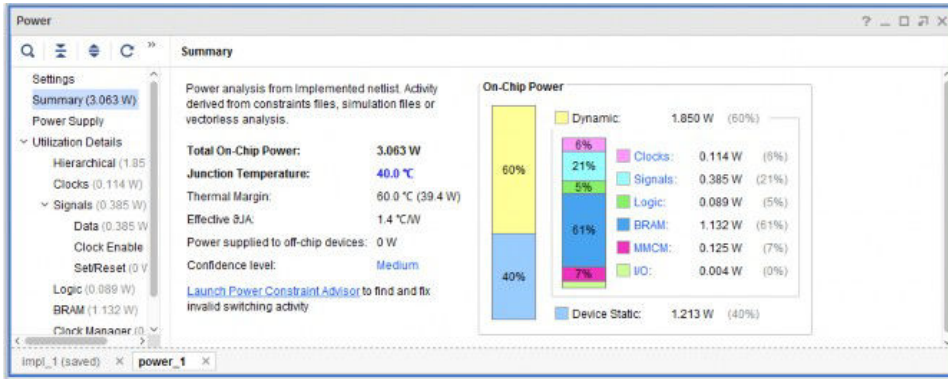 Power
Summary
Settings
Summary (3.063 W)
Power Supply
Utilization Details
Hierarchical (1.85
Clocks (0.114 W)
Signals (0.385 W)
Data (0.385 W
Clock Enable
Set/Reset (0 W
Logic (0.089 W)
BRAM (1.132 W)
Clock Manager (0
Power analysis from Implemented netlist. Activity
derived from constraints files, simulation files or
vectorless analysis.
Total On-Chip Power: 3.063 W
Junction Temperature: 40.0 °C
Thermal Margin: 60.0 °C (39.4 W)
Effective ϑJA: 1.4 °C/W
Power supplied to off-chip devices: 0 W
Confidence level: Medium
Launch Power Constraint Advisor to find and fix
invalid switching activity
On-Chip Power
60%
40%
Dynamic: 1.850 W (60%)
6%
21%
5%
61%
7%
Clocks: 0.114 W (6%)
Signals: 0.385 W (21%)
Logic: 0.089 W (5%)
BRAM: 1.132 W (61%)
MMCM: 0.125 W (7%)
I/O: 0.004 W (0%)
Device Static: 1.213 W (40%)
impl_1 (saved)
power_1